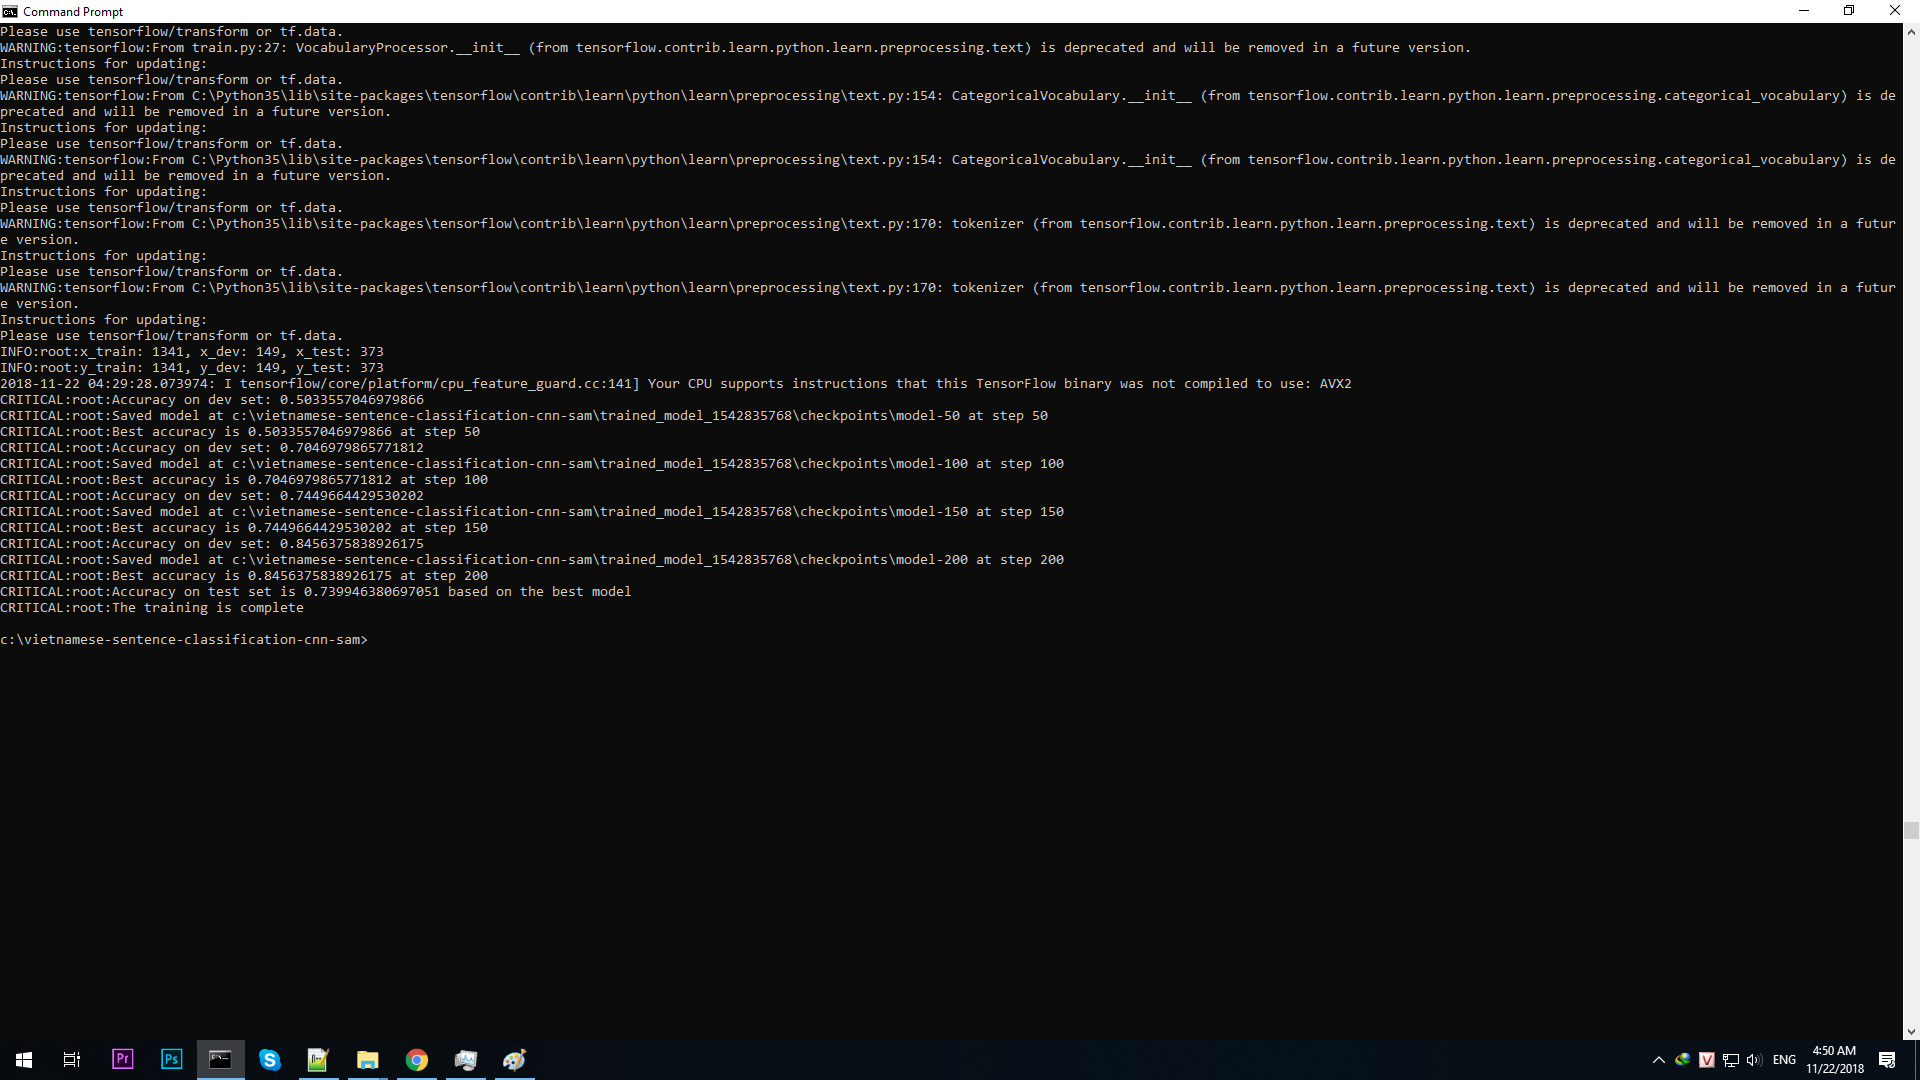 Command Prompt
Please use tensorflow/transform or tf.data.
WARNING:tensorflow:From train.py:27: VocabularyProcessor.__init__ (from tensorflow.contrib.learn.python.learn.preprocessing.text) is deprecated and will be removed in a future version.
Instructions for updating:
Please use tensorflow/transform or tf.data.
WARNING:tensorflow:From C:\Python35\lib\site-packages\tensorflow\contrib\learn\python\learn\preprocessing\text.py:154: CategoricalVocabulary.__init__ (from tensorflow.contrib.learn.python.learn.preprocessing.categorical_vocabulary) is de
precated and will be removed in a future version.
Instructions for updating:
Please use tensorflow/transform or tf.data.
WARNING:tensorflow:From C:\Python35\lib\site-packages\tensorflow\contrib\learn\python\learn\preprocessing\text.py:154: CategoricalVocabulary.__init__ (from tensorflow.contrib.learn.python.learn.preprocessing.categorical_vocabulary) is de
precated and will be removed in a future version.
Instructions for updating:
Please use tensorflow/transform or tf.data.
WARNING:tensorflow:From C:\Python35\lib\site-packages\tensorflow\contrib\learn\python\learn\preprocessing\text.py:170: tokenizer (from tensorflow.contrib.learn.python.learn.preprocessing.text) is deprecated and will be removed in a futur
e version.
Instructions for updating:
Please use tensorflow/transform or tf.data.
WARNING:tensorflow:From C:\Python35\lib\site-packages\tensorflow\contrib\learn\python\learn\preprocessing\text.py:170: tokenizer (from tensorflow.contrib.learn.python.learn.preprocessing.text) is deprecated and will be removed in a futur
e version.
Instructions for updating:
Please use tensorflow/transform or tf.data.
INFO:root:x_train: 1341, x_dev: 149, x_test: 373
INFO:root:y_train: 1341, y_dev: 149, y_test: 373
2018-11-22 04:29:28.073974: I tensorflow/core/platform/cpu_feature_guard.cc:141] Your CPU supports instructions that this TensorFlow binary was not compiled to use: AVX2
CRITICAL:root:Accuracy on dev set: 0.5033557046979866
CRITICAL:root:Saved model at c:\vietnamese-sentence-classification-cnn-sam\trained_model_1542835768\checkpoints\model-50 at step 50
CRITICAL:root:Best accuracy is 0.5033557046979866 at step 50
CRITICAL:root:Accuracy on dev set: 0.7046979865771812
CRITICAL:root:Saved model at c:\vietnamese-sentence-classification-cnn-sam\trained_model_1542835768\checkpoints\model-100 at step 100
CRITICAL:root:Best accuracy is 0.7046979865771812 at step 100
CRITICAL:root:Accuracy on dev set: 0.7449664429530202
CRITICAL:root:Saved model at c:\vietnamese-sentence-classification-cnn-sam\trained_model_1542835768\checkpoints\model-150 at step 150
CRITICAL:root:Best accuracy is 0.7449664429530202 at step 150
CRITICAL:root:Accuracy on dev set: 0.8456375838926175
CRITICAL:root:Saved model at c:\vietnamese-sentence-classification-cnn-sam\trained_model_1542835768\checkpoints\model-200 at step 200
CRITICAL:root:Best accuracy is 0.8456375838926175 at step 200
CRITICAL:root:Accuracy on test set is 0.739946380697051 based on the best model
CRITICAL:root:The training is complete
c:\vietnamese-sentence-classification-cnn-sam>
Pr Ps S V ENG 4:50 AM
11/22/2018